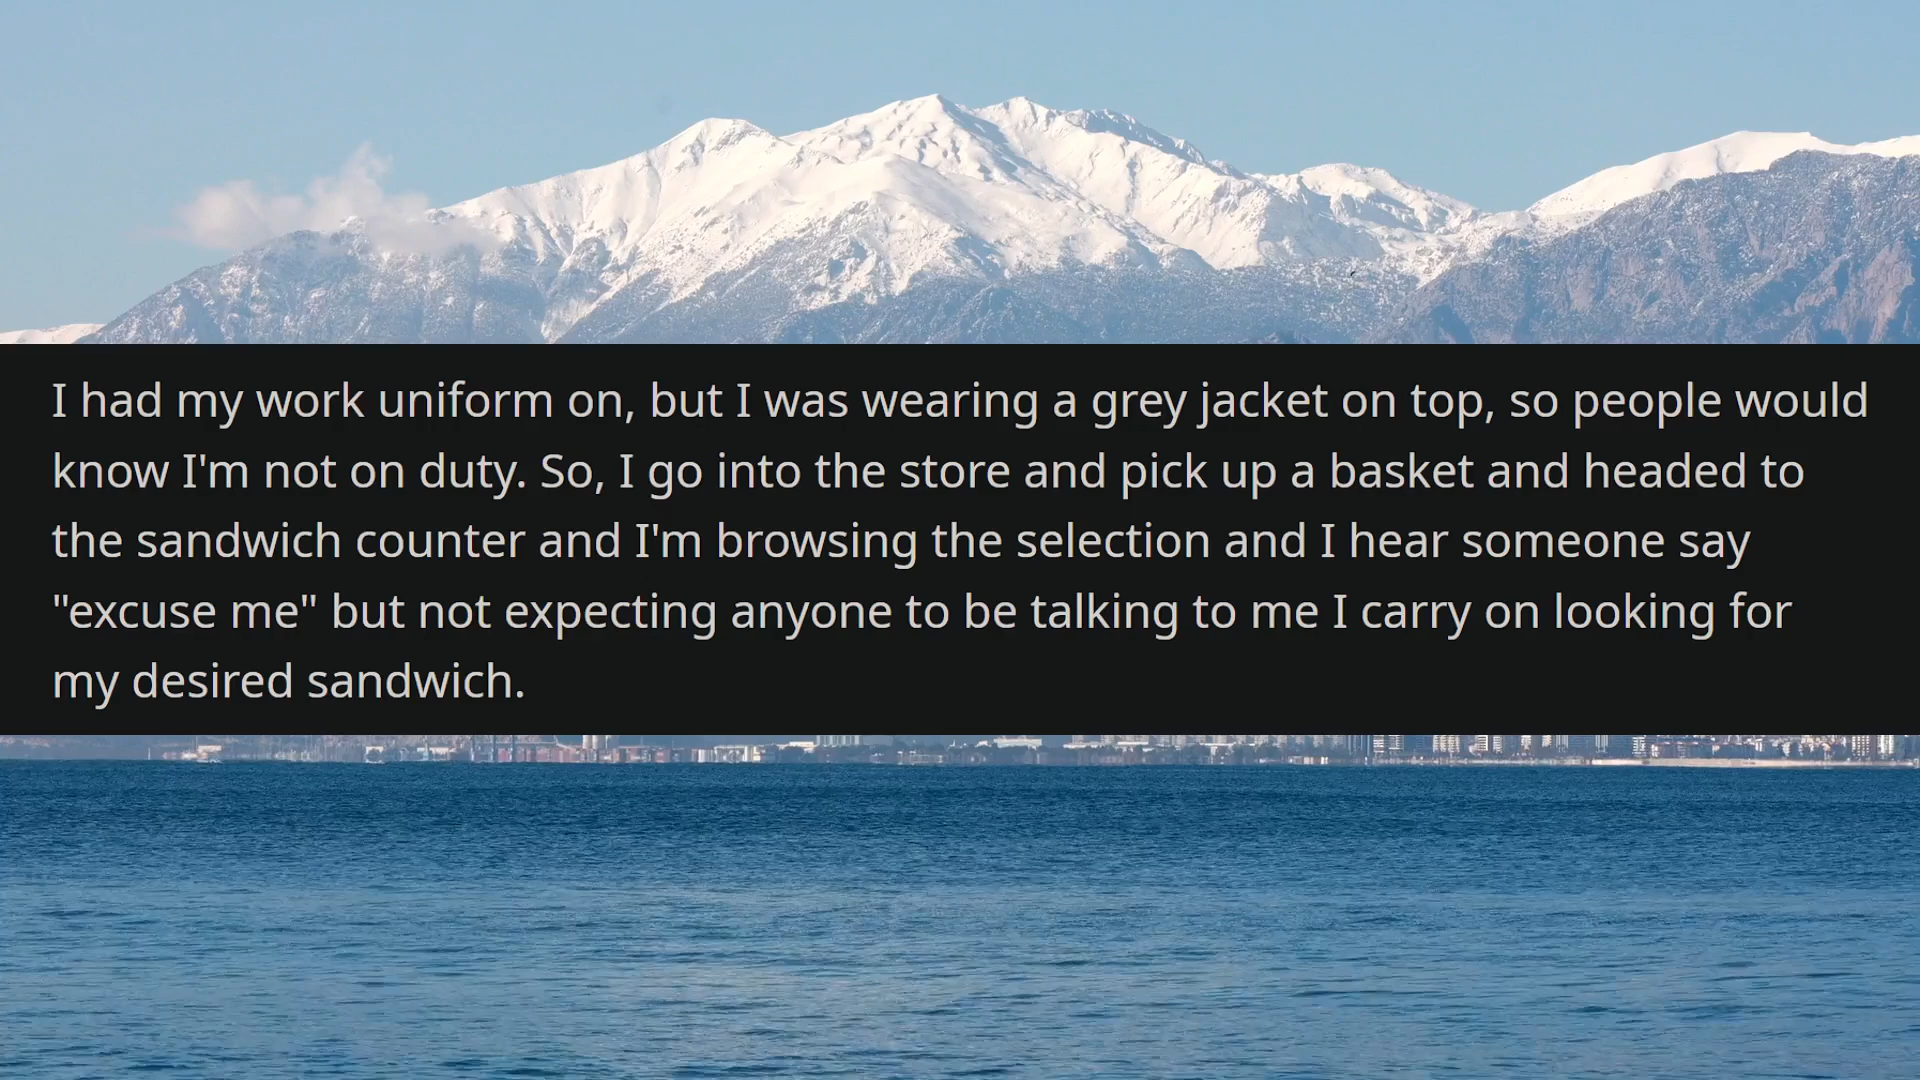 I had my work uniform on, but I was wearing a grey jacket on top, so people would
know I'm not on duty. So, I go into the store and pick up a basket and headed to
the sandwich counter and I'm browsing the selection and I hear someone say
"excuse me" but not expecting anyone to be talking to me I carry on looking for
my desired sandwich.